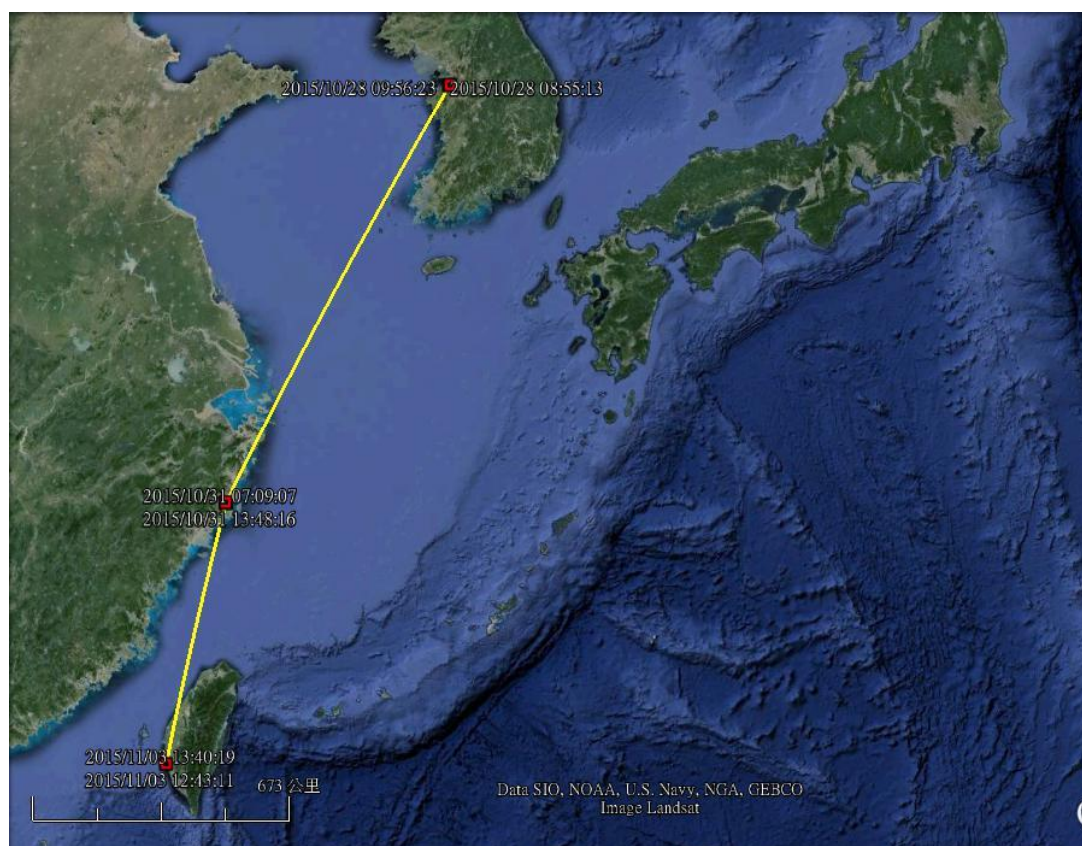 2015/10/28 09:56:23 2015/10/28 08:55:13
2015/10/31 07:09:07
2015/10/31 13:48:16
2015/11/03 13:40:19
2015/11/03 12:43:11
673 公里
Data SIO, NOAA, U.S. Navy, NGA, GEBCO
Image Landsat